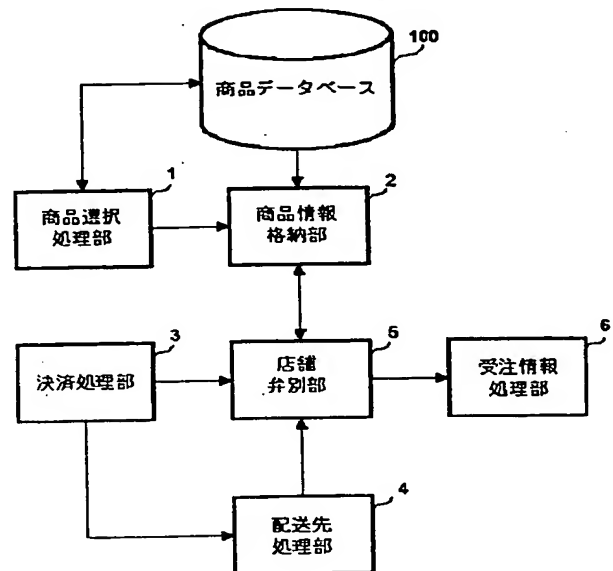 100
商品データベース
1
商品選択
処理部
2
商品情報
格納部
3
決済処理部
5
店舗
弁別部
6
受注情報
処理部
4
配送先
処理部